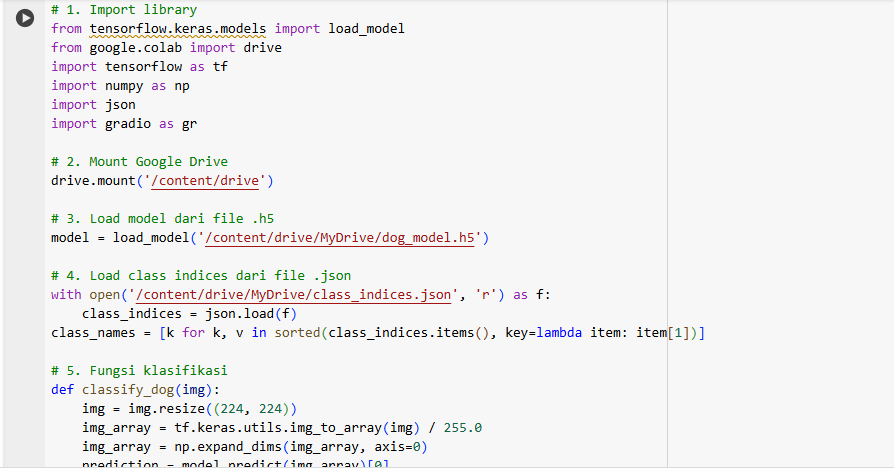 # 1. Import library
from tensorflow.keras.models import load_model
from google.colab import drive
import tensorflow as tf
import numpy as np
import json
import gradio as gr
# 2. Mount Google Drive
drive.mount('/content/drive')
# 3. Load model dari file .h5
model = load_model('/content/drive/MyDrive/dog_model.h5')
# 4. Load class indices dari file .json
with open('/content/drive/MyDrive/class_indices.json', 'r') as f:
    class_indices = json.load(f)
class_names = [k for k, v in sorted(class_indices.items(), key=lambda item: item[1])]
# 5. Fungsi klasifikasi
def classify_dog(img):
    img = img.resize((224, 224))
    img_array = tf.keras.utils.img_to_array(img) / 255.0
    img_array = np.expand_dims(img_array, axis=0)
    prediction = model.predict(img_array)[0]